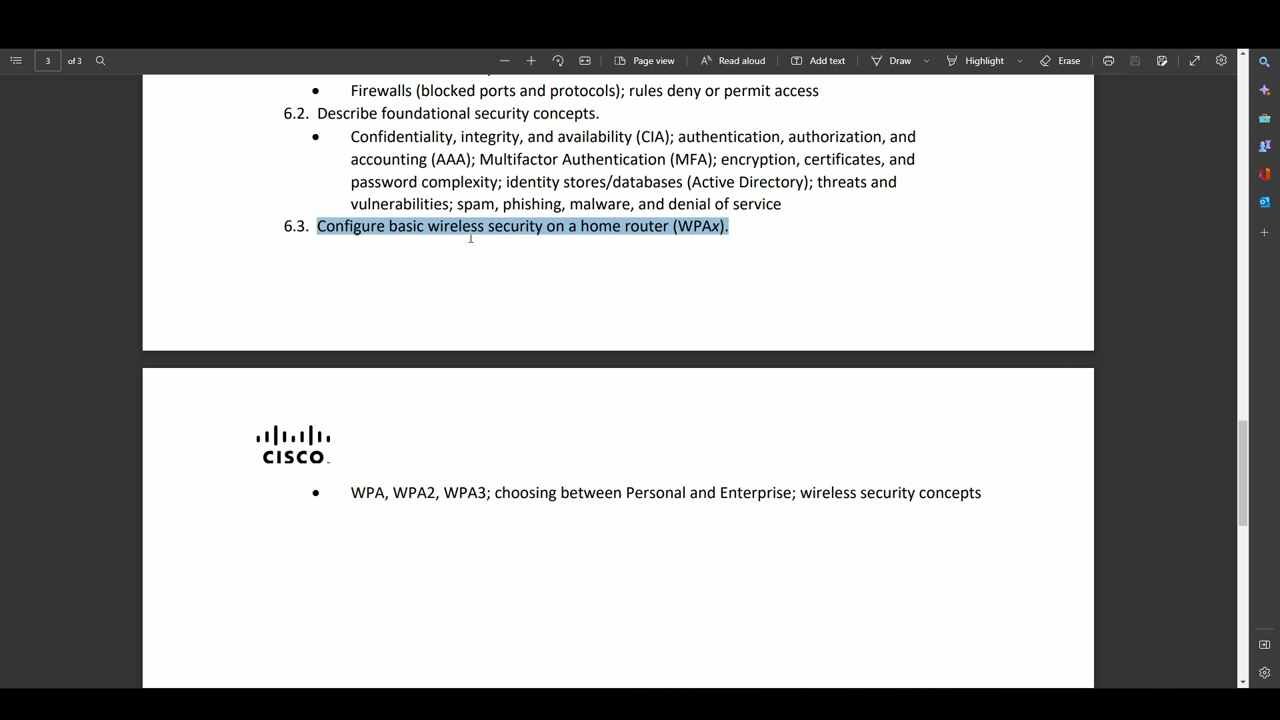 3 of 3 Page view Read aloud Add text Draw Highlight Erase
• Firewalls (blocked ports and protocols); rules deny or permit access
6.2. Describe foundational security concepts.
• Confidentiality, integrity, and availability (CIA); authentication, authorization, and
accounting (AAA); Multifactor Authentication (MFA); encryption, certificates, and
password complexity; identity stores/databases (Active Directory); threats and
vulnerabilities; spam, phishing, malware, and denial of service
6.3. Configure basic wireless security on a home router (WPAx).
CISCO
• WPA, WPA2, WPA3; choosing between Personal and Enterprise; wireless security concepts